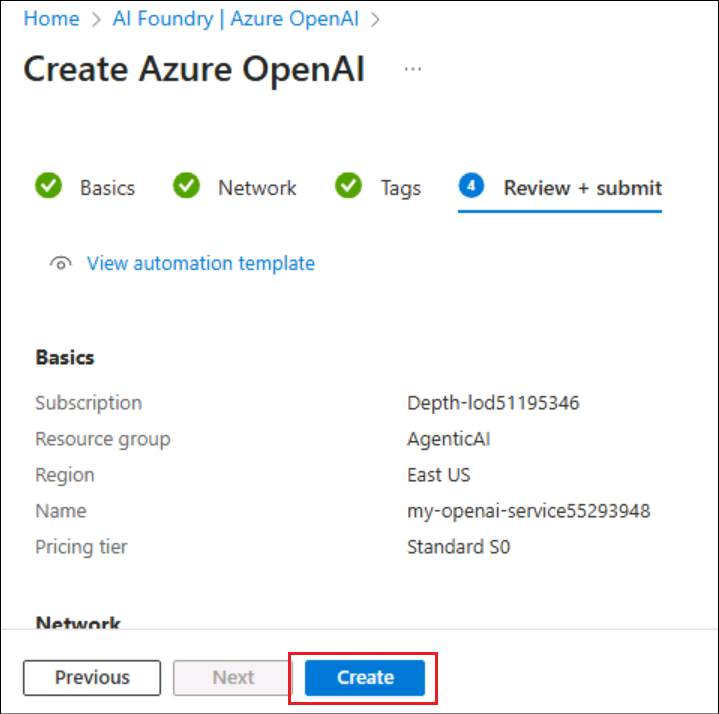 Home > AI Foundry | Azure OpenAI >
Create Azure OpenAI ...
Basics Network Tags 4 Review + submit
View automation template
Basics
Subscription Depth-lod51195346
Resource group AgenticAI
Region East US
Name my-openai-service55293948
Pricing tier Standard S0
Network
Previous Next Create